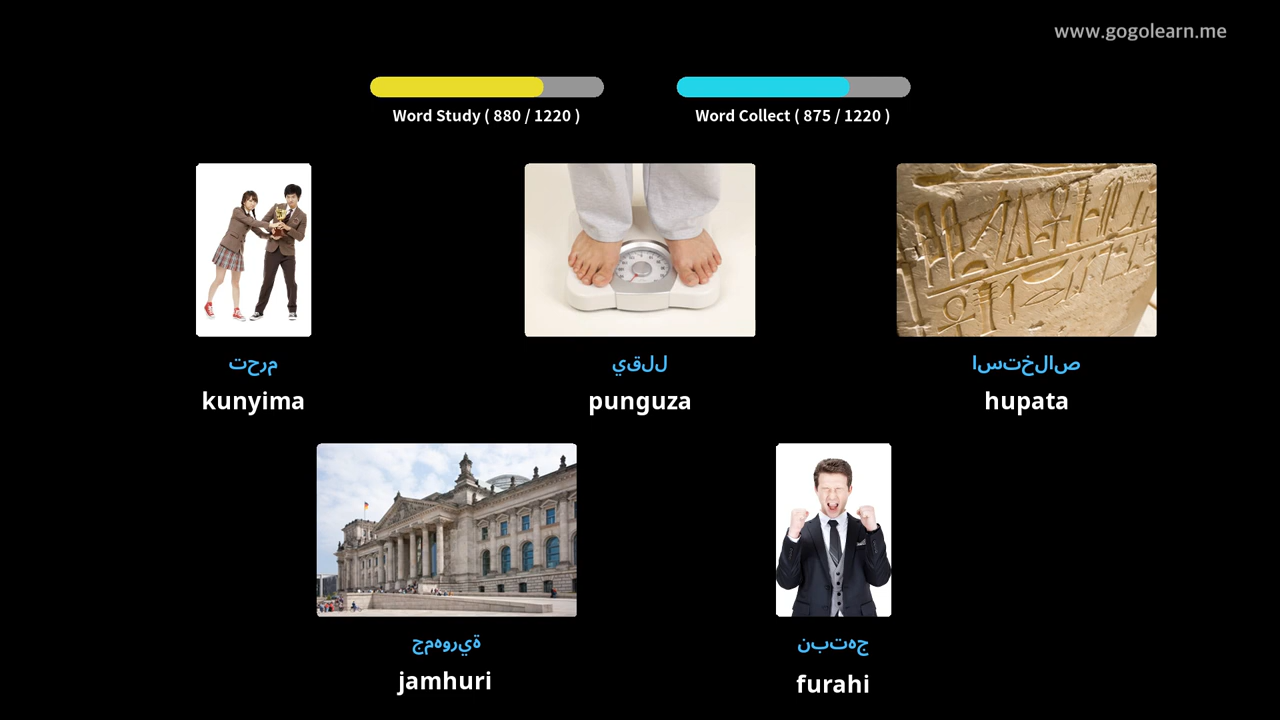 www.gogolearn.me
Word Study ( 880 / 1220 )
Word Collect ( 875 / 1220 )
تحرم
kunyima
يقلل
punguza
استخلاص
hupata
جمهورية
jamhuri
نبتهج
furahi